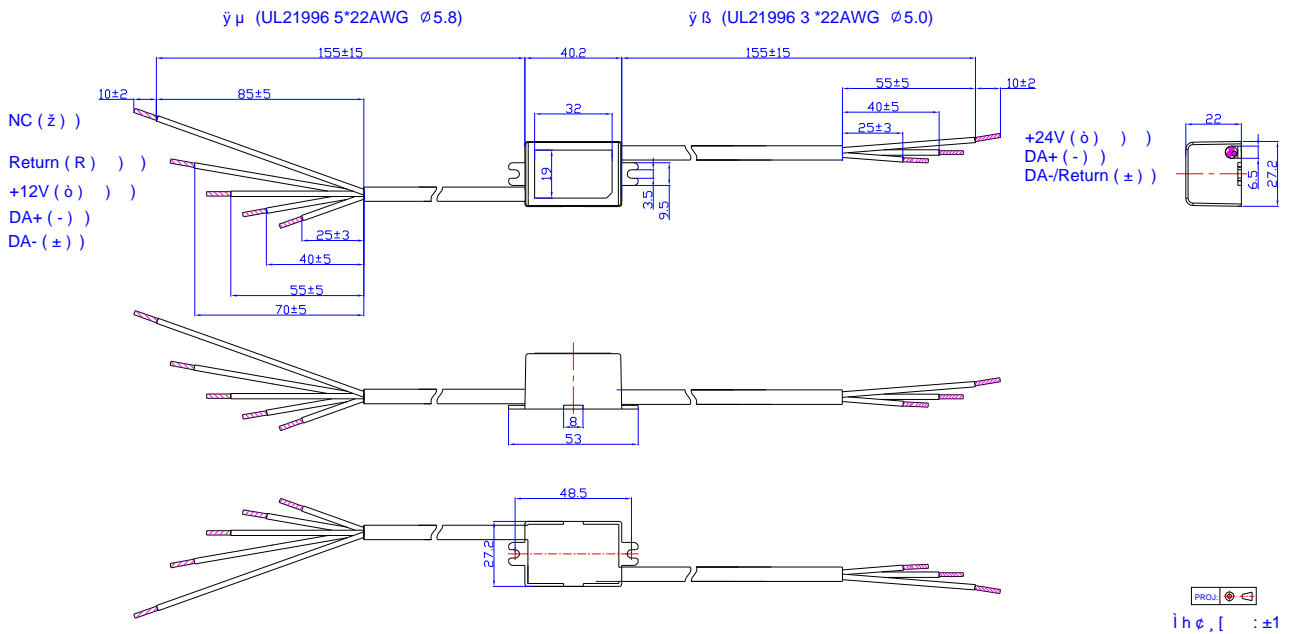 ÿ µ (UL21996 5*22AWG ∅5.8)
ÿ ß (UL21996 3 *22AWG ∅5.0)
155±15
40.2
155±15
10±2
85±5
32
55±5
10±2
40±5
25±3
22
NC ( ž ) )
Return ( R ) ) )
+12V ( ò ) ) )
DA+ ( - ) )
DA- ( ± ) )
19
3.5
9.5
+24V ( ò ) ) )
DA+ ( - ) )
DA-/Return ( ± ) )
6.5
27.2
25±3
40±5
55±5
70±5
8
53
48.5
27.2
PROJ:
Ì h ¢ ¸ [ : ±1